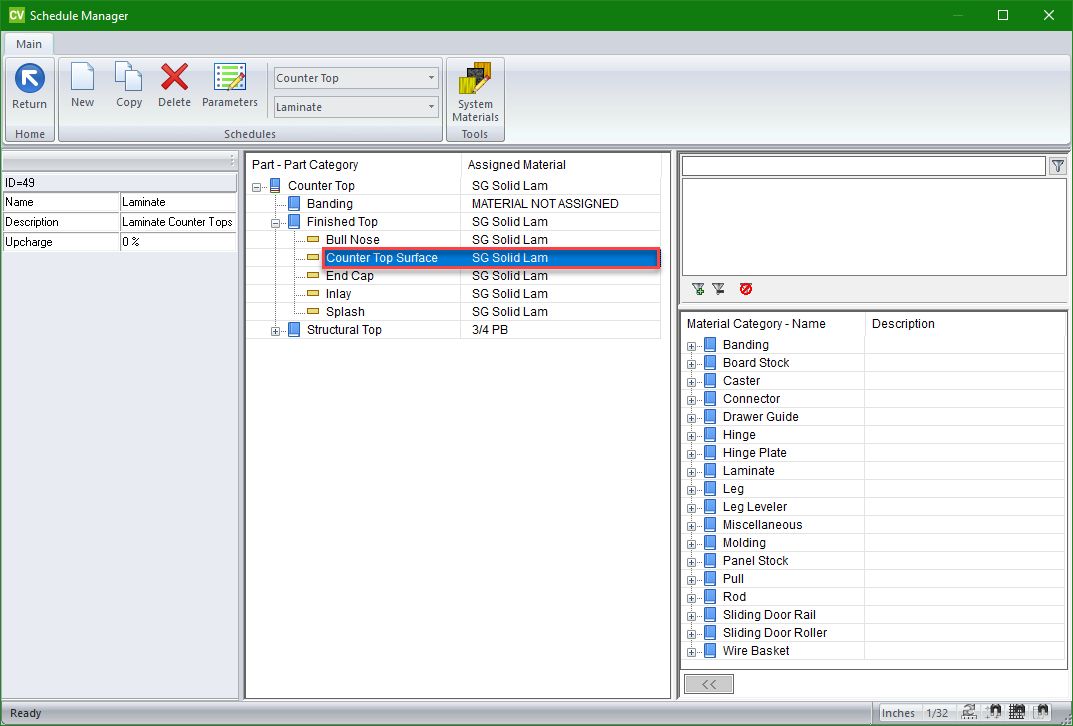 CV Schedule Manager
Main
Return
New
Copy
Delete
Parameters
Counter Top
Laminate
System
Materials
Home
Schedules
Tools
ID=49
Name Laminate
Description Laminate Counter Tops
Upcharge 0 %
Part - Part Category Assigned Material
Counter Top SG Solid Lam
Banding MATERIAL NOT ASSIGNED
Finished Top SG Solid Lam
Bull Nose SG Solid Lam
Counter Top Surface SG Solid Lam
End Cap SG Solid Lam
Inlay SG Solid Lam
Splash SG Solid Lam
Structural Top 3/4 PB
Material Category - Name Description
Banding
Board Stock
Caster
Connector
Drawer Guide
Hinge
Hinge Plate
Laminate
Leg
Leg Leveler
Miscellaneous
Molding
Panel Stock
Pull
Rod
Sliding Door Rail
Sliding Door Roller
Wire Basket
<<
Ready
Inches 1/32